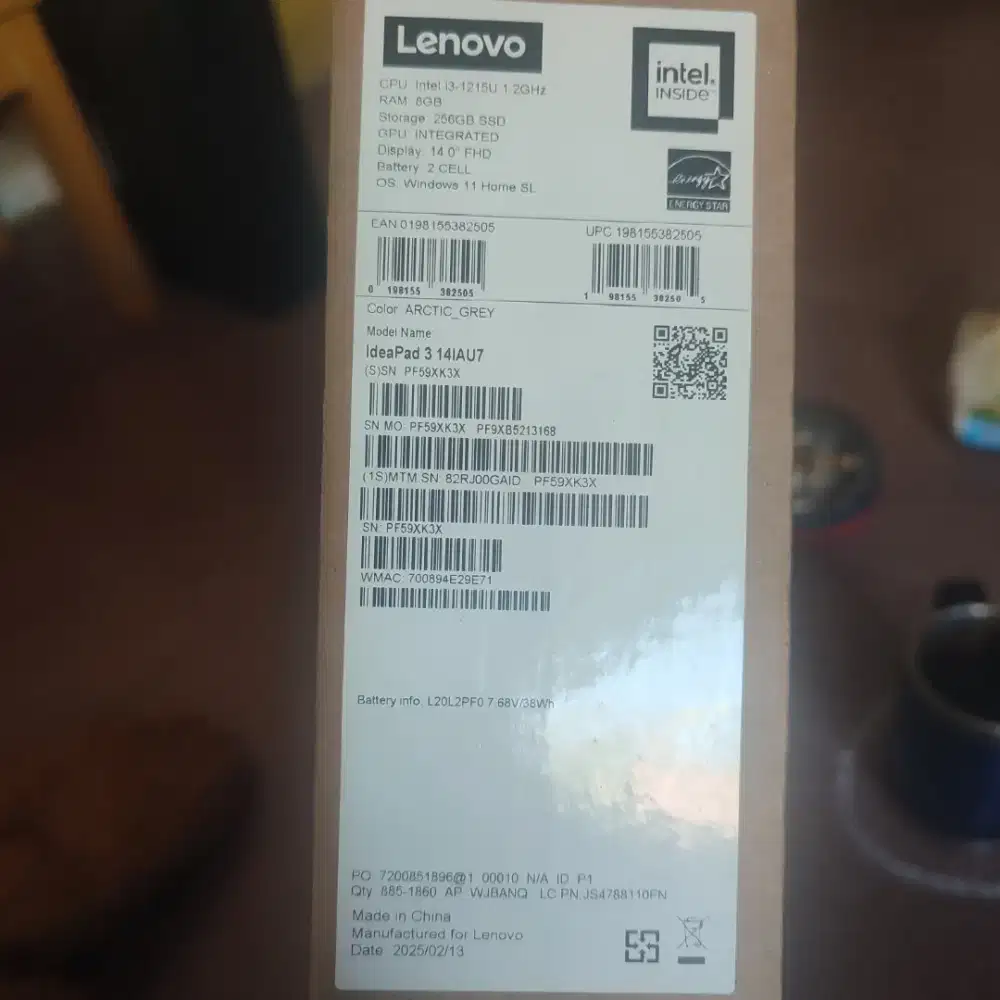 Lenovo
intel.
INSIDE™
CPU: Intel i3-1215U 1.2GHz
RAM: 8GB
Storage: 256GB SSD
GPU: INTEGRATED
Display: 14.0" FHD
Battery: 2 CELL
OS: Windows 11 Home SL
energy
ENERGY STAR
EAN 0198155382505
UPC 198155382505
0 198155 382505
1 98155 38250 5
Color: ARCTIC_GREY
Model Name:
IdeaPad 3 14IAU7
(S)SN: PF59XK3X
SN MO: PF59XK3X PF9XB5213168
(1S)MTM SN: 82RJ00GAID PF59XK3X
SN: PF59XK3X
WMAC: 700894E29E71
Battery info: L20L2PF0 7.68V/38Wh
PO: 7200851896@1 00010 N/A ID P1
Qty: 885-1860 AP WJBANQ LC PN:JS4788110FN
Made in China
Manufactured for Lenovo
Date: 2025/02/13